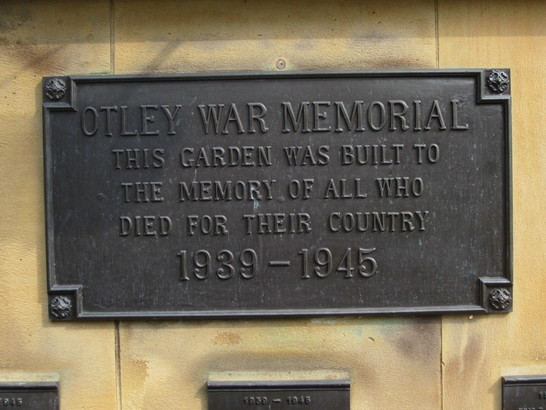 OTLEY WAR MEMORIAL
THIS GARDEN WAS BUILT TO
THE MEMORY OF ALL WHO
DIED FOR THEIR COUNTRY
1939 – 1945
1939 – 1945